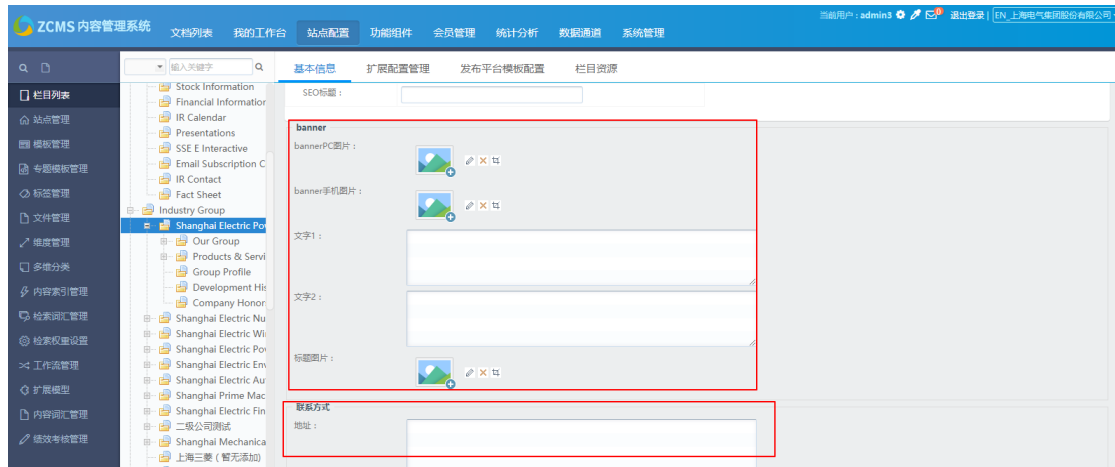 当前用户：admin3 0 退出登录 | EN_上海电气集团股份有限公司
ZCMS 内容管理系统 文档列表 我的工作台 站点配置 功能组件 会员管理 统计分析 数据通道 系统管理
输入关键字 基本信息 扩展配置管理 发布平台模板配置 栏目资源
栏目列表
站点管理
模板管理
专题模板管理
标签管理
文件管理
维度管理
多维分类
内容索引管理
检索词汇管理
检索权重设置
工作流管理
扩展模型
内容词汇管理
绩效考核管理
Stock Information
Financial Information
IR Calendar
Presentations
SSE E Interactive
Email Subscription C
IR Contact
Fact Sheet
Industry Group
Shanghai Electric Pov
Our Group
Products & Servi
Group Profile
Development His
Company Honor
Shanghai Electric Nu
Shanghai Electric Wi
Shanghai Electric Pov
Shanghai Electric Env
Shanghai Electric Aut
Shanghai Prime Mac
Shanghai Electric Fin
二级公司测试
Shanghai Mechanica
上海三菱（暂无添加)
SEO标题：
banner
bannerPC图片：
banner手机图片：
文字1：
文字2：
标题图片：
联系方式
地址：